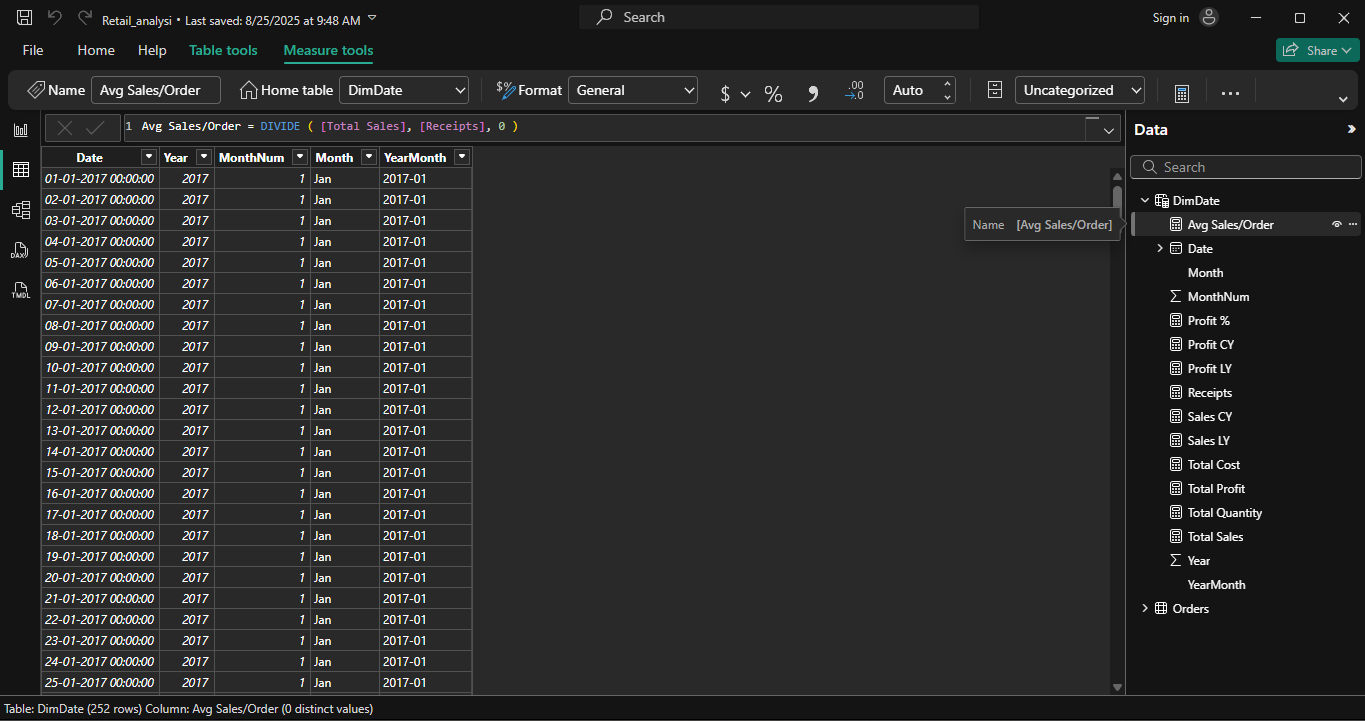 Retail_analysi • Last saved: 8/25/2025 at 9:48 AM
Search
Sign in
File Home Help Table tools Measure tools
Share
Name Avg Sales/Order Home table DimDate $% Format General $ % , .00 →.0 Auto Uncategorized ...
1 Avg Sales/Order = DIVIDE ( [Total Sales], [Receipts], 0 )
Date Year MonthNum Month YearMonth
01-01-2017 00:00:00 2017 1 Jan 2017-01
02-01-2017 00:00:00 2017 1 Jan 2017-01
03-01-2017 00:00:00 2017 1 Jan 2017-01
04-01-2017 00:00:00 2017 1 Jan 2017-01
05-01-2017 00:00:00 2017 1 Jan 2017-01
06-01-2017 00:00:00 2017 1 Jan 2017-01
07-01-2017 00:00:00 2017 1 Jan 2017-01
08-01-2017 00:00:00 2017 1 Jan 2017-01
09-01-2017 00:00:00 2017 1 Jan 2017-01
10-01-2017 00:00:00 2017 1 Jan 2017-01
11-01-2017 00:00:00 2017 1 Jan 2017-01
12-01-2017 00:00:00 2017 1 Jan 2017-01
13-01-2017 00:00:00 2017 1 Jan 2017-01
14-01-2017 00:00:00 2017 1 Jan 2017-01
15-01-2017 00:00:00 2017 1 Jan 2017-01
16-01-2017 00:00:00 2017 1 Jan 2017-01
17-01-2017 00:00:00 2017 1 Jan 2017-01
18-01-2017 00:00:00 2017 1 Jan 2017-01
19-01-2017 00:00:00 2017 1 Jan 2017-01
20-01-2017 00:00:00 2017 1 Jan 2017-01
21-01-2017 00:00:00 2017 1 Jan 2017-01
22-01-2017 00:00:00 2017 1 Jan 2017-01
23-01-2017 00:00:00 2017 1 Jan 2017-01
24-01-2017 00:00:00 2017 1 Jan 2017-01
25-01-2017 00:00:00 2017 1 Jan 2017-01
DAX
TMDL
Name [Avg Sales/Order]
Data
Search
DimDate
Avg Sales/Order
Date
Month
MonthNum
Profit %
Profit CY
Profit LY
Receipts
Sales CY
Sales LY
Total Cost
Total Profit
Total Quantity
Total Sales
Year
YearMonth
Orders
Table: DimDate (252 rows) Column: Avg Sales/Order (0 distinct values)